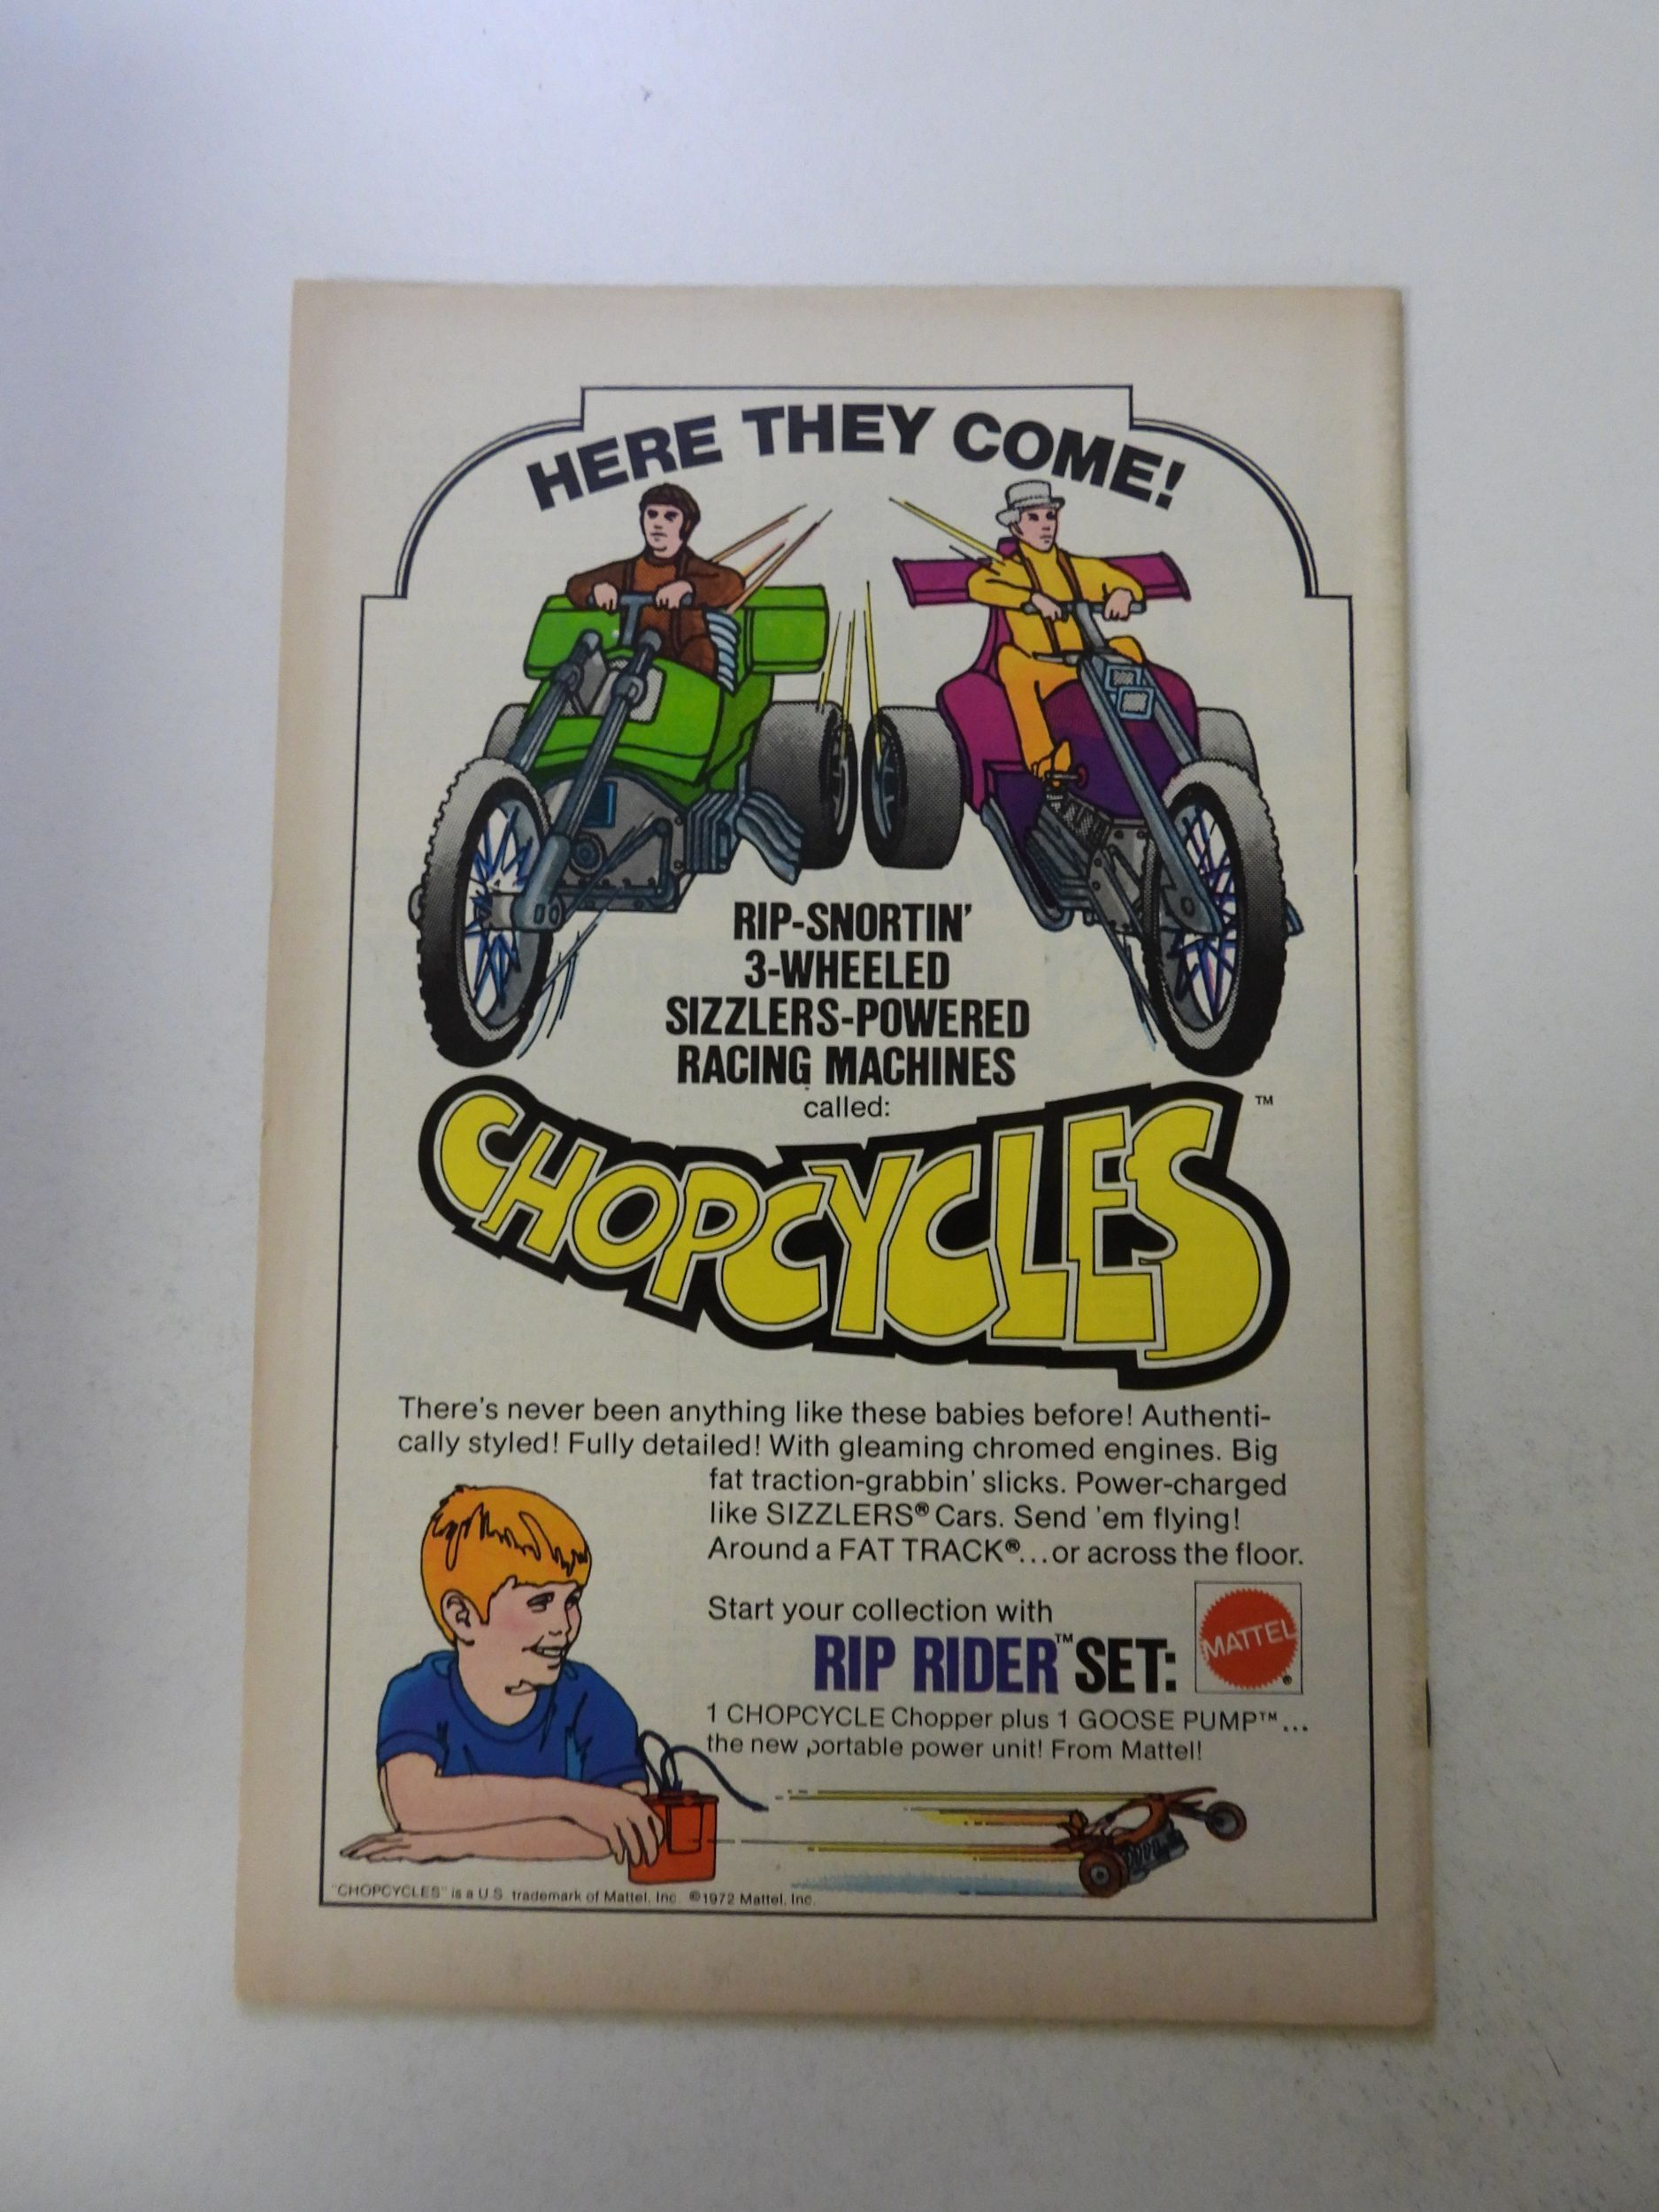 HERE THEY COME!
RIP-SNORTIN'
3-WHEELED
SIZZLERS-POWERED
RACING MACHINES
called:
CHOPCYCLES™
There's never been anything like these babies before! Authenti-
cally styled! Fully detailed! With gleaming chromed engines. Big
fat traction-grabbin' slicks. Power-charged
like SIZZLERS® Cars. Send 'em flying!
Around a FAT TRACK®...or across the floor.
Start your collection with
RIP RIDER™ SET:
MATTEL®
1 CHOPCYCLE Chopper plus 1 GOOSE PUMP™...
the new portable power unit! From Mattel!
"CHOPCYCLES" is a U.S. trademark of Mattel, Inc. ©1972 Mattel, Inc.